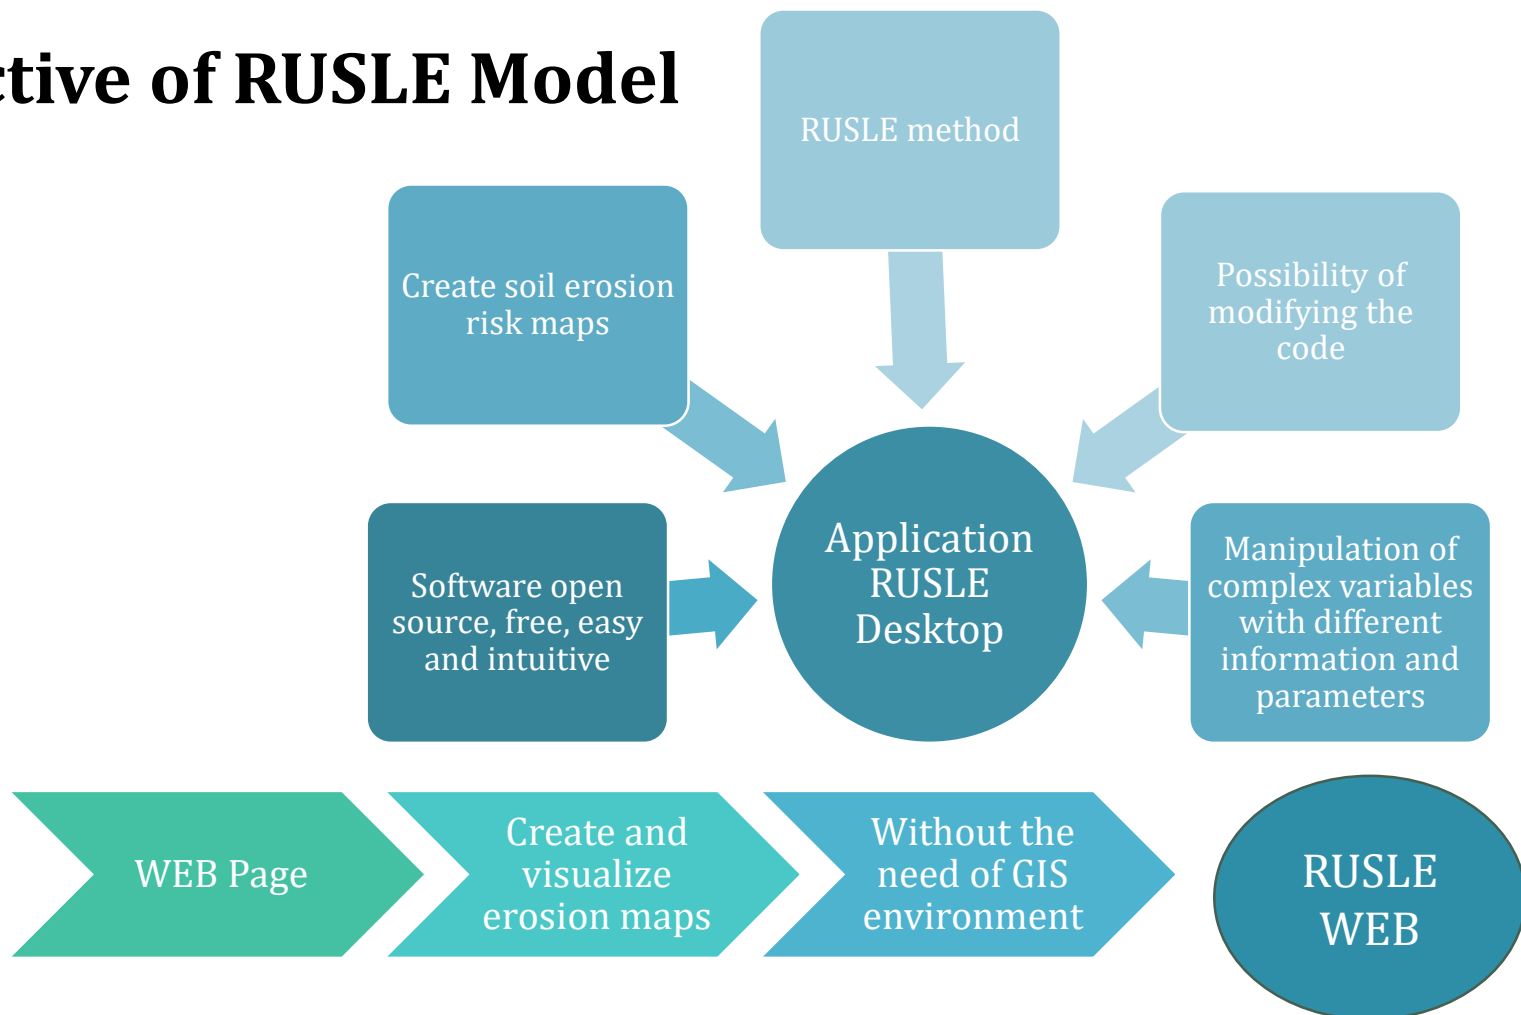 ctive of RUSLE Model
RUSLE method
Create soil erosion
risk maps
Possibility of
modifying the
code
Software open
source, free, easy
and intuitive
Application
RUSLE
Desktop
Manipulation of
complex variables
with different
information and
parameters
WEB Page
Create and
visualize
erosion maps
Without the
need of GIS
environment
RUSLE
WEB